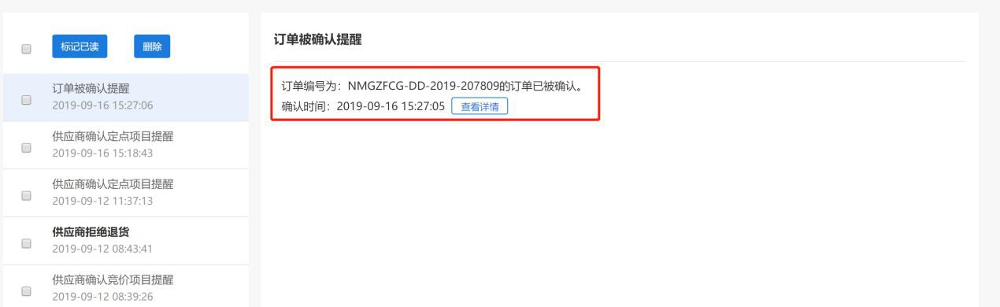 标记已读
删除
订单被确认提醒
2019-09-16 15:27:06
供应商确认定点项目提醒
2019-09-16 15:18:43
供应商确认定点项目提醒
2019-09-12 11:37:13
供应商拒绝退货
2019-09-12 08:43:41
供应商确认竞价项目提醒
2019-09-12 08:39:26
订单被确认提醒
订单编号为：NMGZFCG-DD-2019-207809的订单已被确认。
确认时间：2019-09-16 15:27:05 查看详情